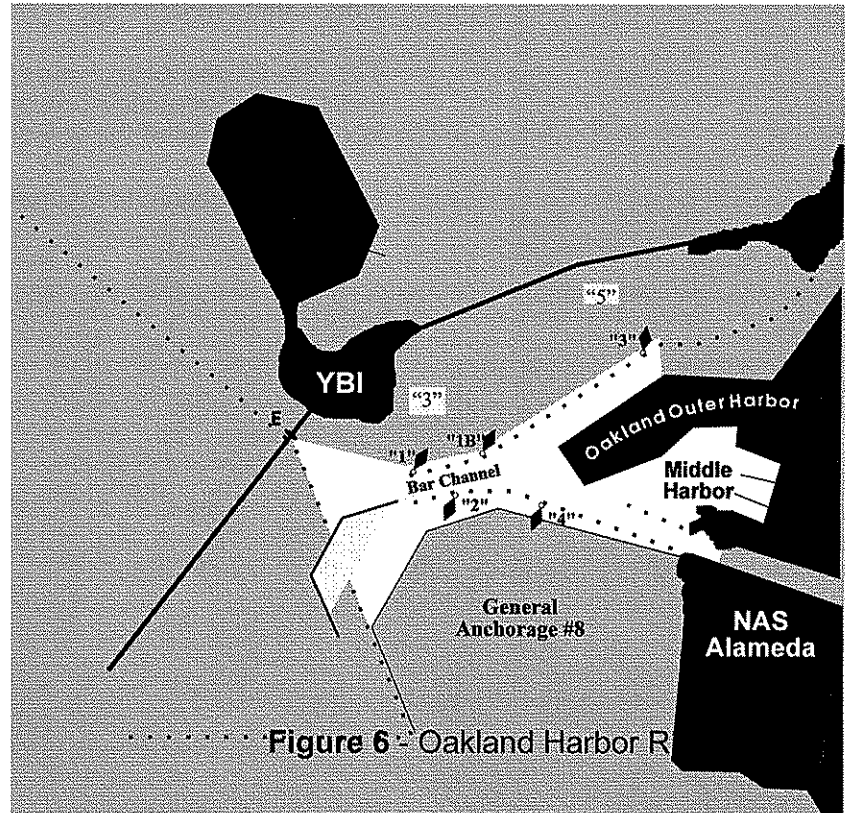 “5”
"3"
YBI
“3”
E
"1"
"1B"
Oakland Outer Harbor
Bar Channel
Middle
Harbor
"2"
"4"
General
Anchorage #8
NAS
Alameda
Figure 6 - Oakland Harbor R